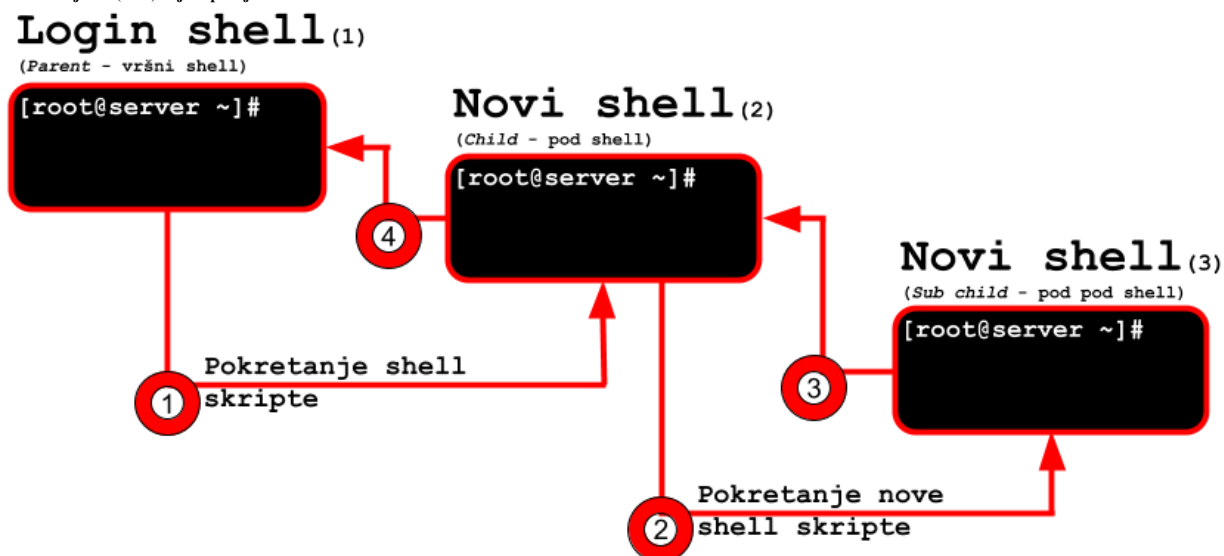 Login shell(1)
(Parent - vršni shell)
[root@server ~]#
Novi shell(2)
(Child - pod shell)
[root@server ~]#
4
Novi shell(3)
(Sub child - pod pod shell)
[root@server ~]#
Pokretanje shell
skripte
1
3
Pokretanje nove
shell skripte
2